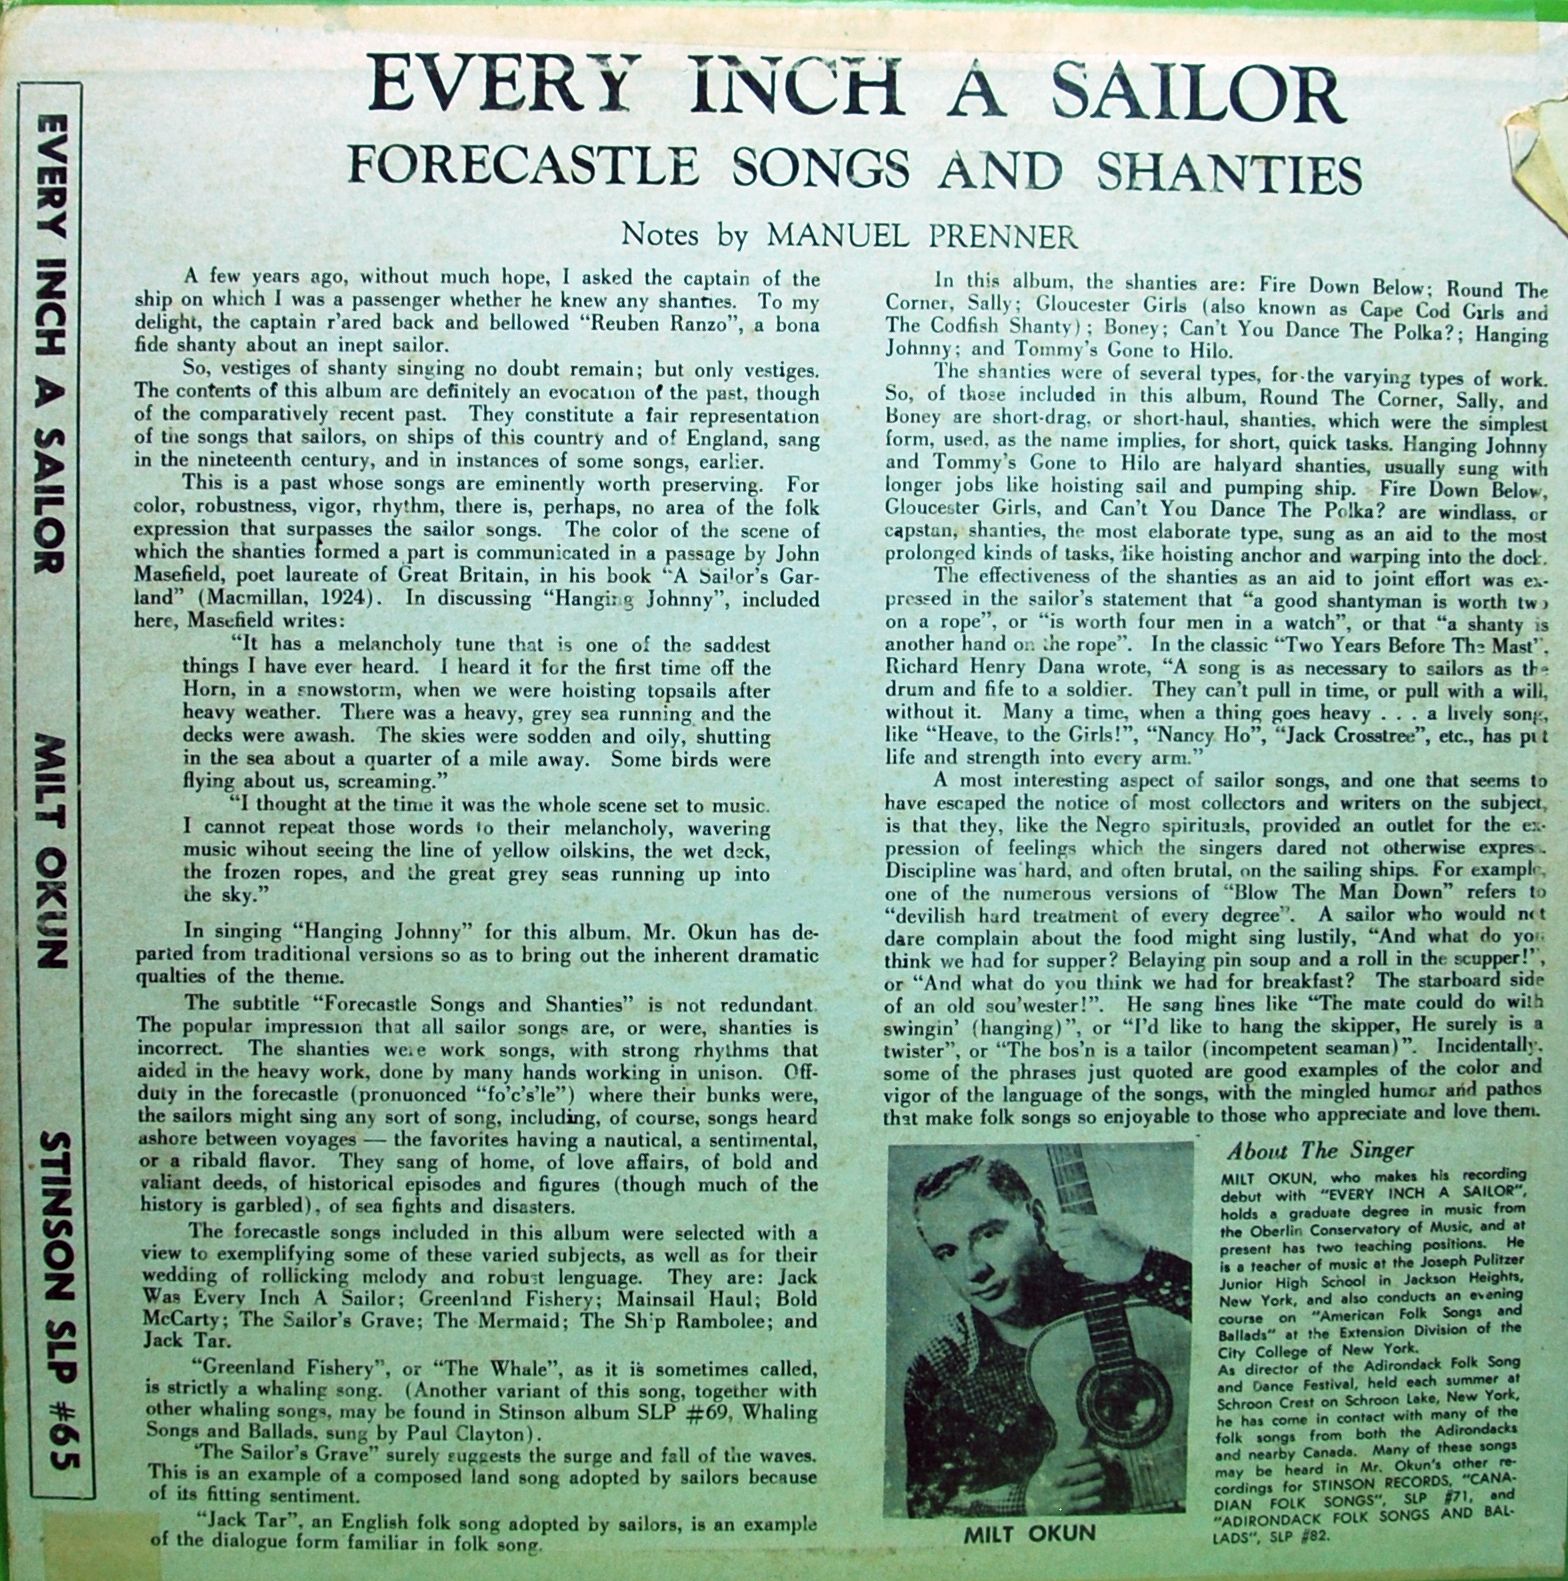 EVERY INCH A SAILOR
FORECASTLE SONGS AND SHANTIES
Notes by MANUEL PRENNER
EVERY INCH A SAILOR MILT OKUN STINSON SLP #65
A few years ago, without much hope, I asked the captain of the
ship on which I was a passenger whether he knew any shanties. To my
delight, the captain r'ared back and bellowed "Reuben Ranzo", a bona
fide shanty about an inept sailor.
So, vestiges of shanty singing no doubt remain; but only vestiges.
The contents of this album are definitely an evocation of the past, though
of the comparatively recent past. They constitute a fair representation
of the songs that sailors, on ships of this country and of England, sang
in the nineteenth century, and in instances of some songs, earlier.
This is a past whose songs are eminently worth preserving. For
color, robustness, vigor, rhythm, there is, perhaps, no area of the folk
expression that surpasses the sailor songs. The color of the scene of
which the shanties formed a part is communicated in a passage by John
Masefield, poet laureate of Great Britain, in his book "A Sailor's Gar-
land" (Macmillan, 1924). In discussing "Hanging Johnny", included
here, Masefield writes:
"It has a melancholy tune that is one of the saddest
things I have ever heard. I heard it for the first time off the
Horn, in a snowstorm, when we were hoisting topsails after
heavy weather. There was a heavy, grey sea running and the
decks were awash. The skies were sodden and oily, shutting
in the sea about a quarter of a mile away. Some birds were
flying about us, screaming."
"I thought at the time it was the whole scene set to music.
I cannot repeat those words to their melancholy, wavering
music wihout seeing the line of yellow oilskins, the wet deck,
the frozen ropes, and the great grey seas running up into
the sky."
In singing "Hanging Johnny" for this album, Mr. Okun has de-
parted from traditional versions so as to bring out the inherent dramatic
qualties of the theme.
The subtitle "Forecastle Songs and Shanties" is not redundant.
The popular impression that all sailor songs are, or were, shanties is
incorrect. The shanties were work songs, with strong rhythms that
aided in the heavy work, done by many hands working in unison. Off-
duty in the forecastle (pronuonced "fo'c's'le") where their bunks were,
the sailors might sing any sort of song, including, of course, songs heard
ashore between voyages — the favorites having a nautical, a sentimental,
or a ribald flavor. They sang of home, of love affairs, of bold and
valiant deeds, of historical episodes and figures (though much of the
history is garbled), of sea fights and disasters.
The forecastle songs included in this album were selected with a
view to exemplifying some of these varied subjects, as well as for their
wedding of rollicking melody and robust lenguage. They are: Jack
Was Every Inch A Sailor; Greenland Fishery; Mainsail Haul; Bold
McCarty; The Sailor's Grave; The Mermaid; The Ship Rambolee; and
Jack Tar.
"Greenland Fishery", or "The Whale", as it is sometimes called,
is strictly a whaling song. (Another variant of this song, together with
other whaling songs, may be found in Stinson album SLP #69, Whaling
Songs and Ballads, sung by Paul Clayton).
'The Sailor's Grave" surely suggests the surge and fall of the waves.
This is an example of a composed land song adopted by sailors because
of its fitting sentiment.
"Jack Tar", an English folk song adopted by sailors, is an example
of the dialogue form familiar in folk song.
In this album, the shanties are: Fire Down Below; Round The
Corner, Sally; Gloucester Girls (also known as Cape Cod Girls and
The Codfish Shanty); Boney; Can't You Dance The Polka?; Hanging
Johnny; and Tommy's Gone to Hilo.
The shanties were of several types, for the varying types of work.
So, of those included in this album, Round The Corner, Sally, and
Boney are short-drag, or short-haul, shanties, which were the simplest
form, used, as the name implies, for short, quick tasks. Hanging Johnny
and Tommy's Gone to Hilo are halyard shanties, usually sung with
longer jobs like hoisting sail and pumping ship. Fire Down Below,
Gloucester Girls, and Can't You Dance The Polka? are windlass, or
capstan, shanties, the most elaborate type, sung as an aid to the most
prolonged kinds of tasks, like hoisting anchor and warping into the dock.
The effectiveness of the shanties as an aid to joint effort was ex-
pressed in the sailor's statement that "a good shantyman is worth two
on a rope", or "is worth four men in a watch", or that "a shanty is
another hand on the rope". In the classic "Two Years Before The Mast",
Richard Henry Dana wrote, "A song is as necessary to sailors as the
drum and fife to a soldier. They can't pull in time, or pull with a will,
without it. Many a time, when a thing goes heavy . . . a lively song,
like "Heave, to the Girls!", "Nancy Ho", "Jack Crosstree", etc., has put
life and strength into every arm."
A most interesting aspect of sailor songs, and one that seems to
have escaped the notice of most collectors and writers on the subject,
is that they, like the Negro spirituals, provided an outlet for the ex-
pression of feelings which the singers dared not otherwise express.
Discipline was hard, and often brutal, on the sailing ships. For example,
one of the numerous versions of "Blow The Man Down" refers to
"devilish hard treatment of every degree". A sailor who would not
dare complain about the food might sing lustily, "And what do you
think we had for supper? Belaying pin soup and a roll in the scupper!",
or "And what do you think we had for breakfast? The starboard side
of an old sou'wester!". He sang lines like "The mate could do with
swingin' (hanging)", or "I'd like to hang the skipper, He surely is a
twister", or "The bos'n is a tailor (incompetent seaman)". Incidentally,
some of the phrases just quoted are good examples of the color and
vigor of the language of the songs, with the mingled humor and pathos
that make folk songs so enjoyable to those who appreciate and love them.
MILT OKUN
About The Singer
MILT OKUN, who makes his recording
debut with "EVERY INCH A SAILOR",
holds a graduate degree in music from
the Oberlin Conservatory of Music, and at
present has two teaching positions. He
is a teacher of music at the Joseph Pulitzer
Junior High School in Jackson Heights,
New York, and also conducts an evening
course on "American Folk Songs and
Ballads" at the Extension Division of the
City College of New York.
As director of the Adirondack Folk Song
and Dance Festival, held each summer at
Schroon Crest on Schroon Lake, New York,
he has come in contact with many of the
folk songs from both the Adirondacks
and nearby Canada. Many of these songs
may be heard in Mr. Okun's other re-
cordings for STINSON RECORDS, "CANA-
DIAN FOLK SONGS", SLP #71, and
"ADIRONDACK FOLK SONGS AND BAL-
LADS", SLP #82.